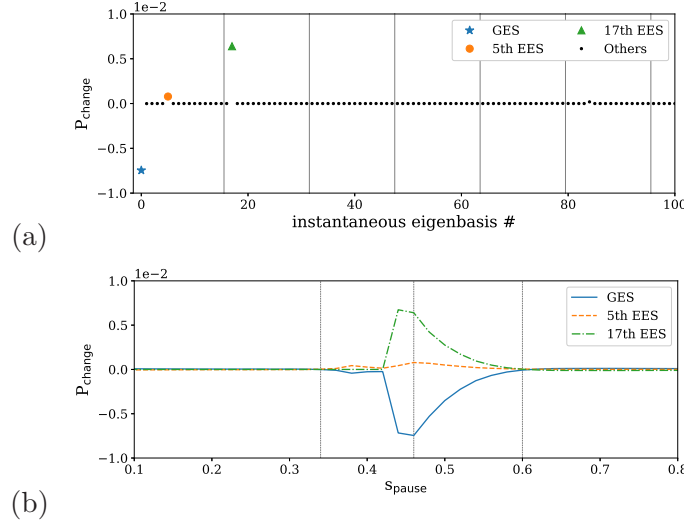 1e−2
1.0
0.5
0.0
−0.5
−1.0
P_change
GES
5th EES
17th EES
Others
0 20 40 60 80 100
instantaneous eigenbasis #
(a)
1e−2
1.0
0.5
0.0
−0.5
−1.0
P_change
GES
5th EES
17th EES
0.1 0.2 0.3 0.4 0.5 0.6 0.7 0.8
s_pause
(b)